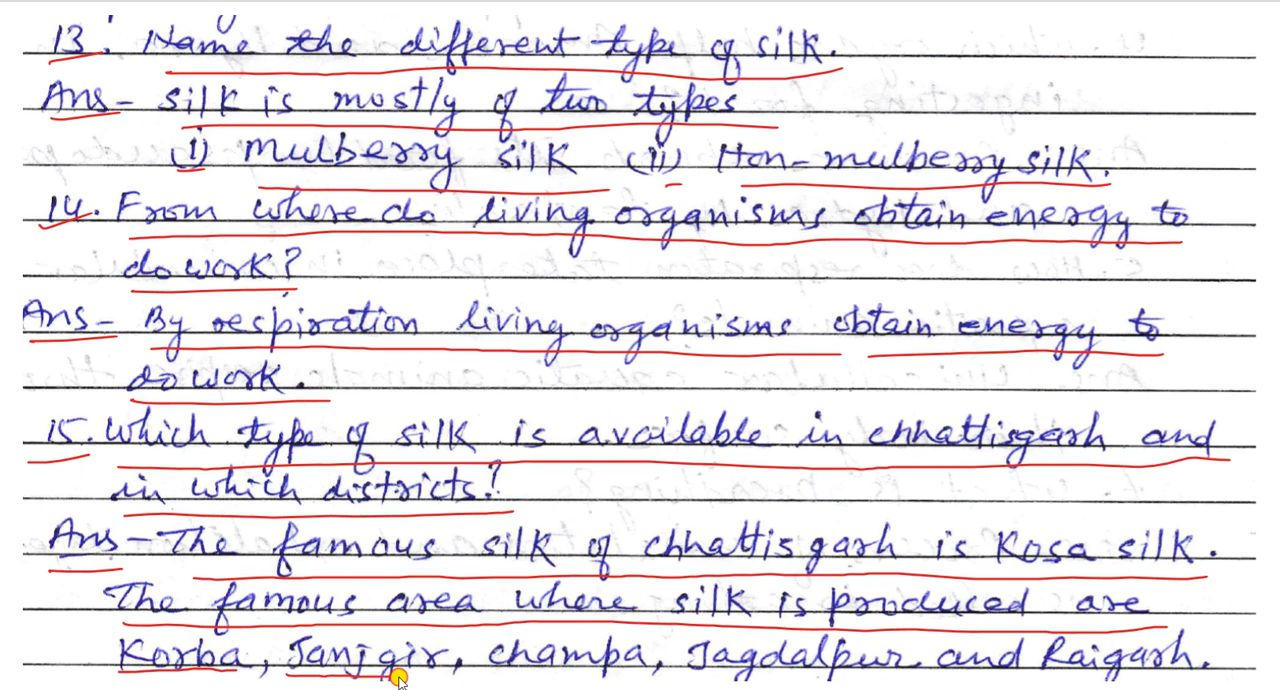 13. Name the different type of silk.
Ans- silk is mostly of two types
(i) mulberry silk (ii) Non-mulberry silk.
14. From where do living organisms obtain energy to
do work?
Ans- By respiration living organisms obtain energy to
do work.
15. Which type of silk is available in chhattisgarh and
in which districts?
Ans- The famous silk of chhattisgarh is Kosa silk.
The famous area where silk is produced are
Korba, Janjgir, champa, Jagdalpur and Raigarh.